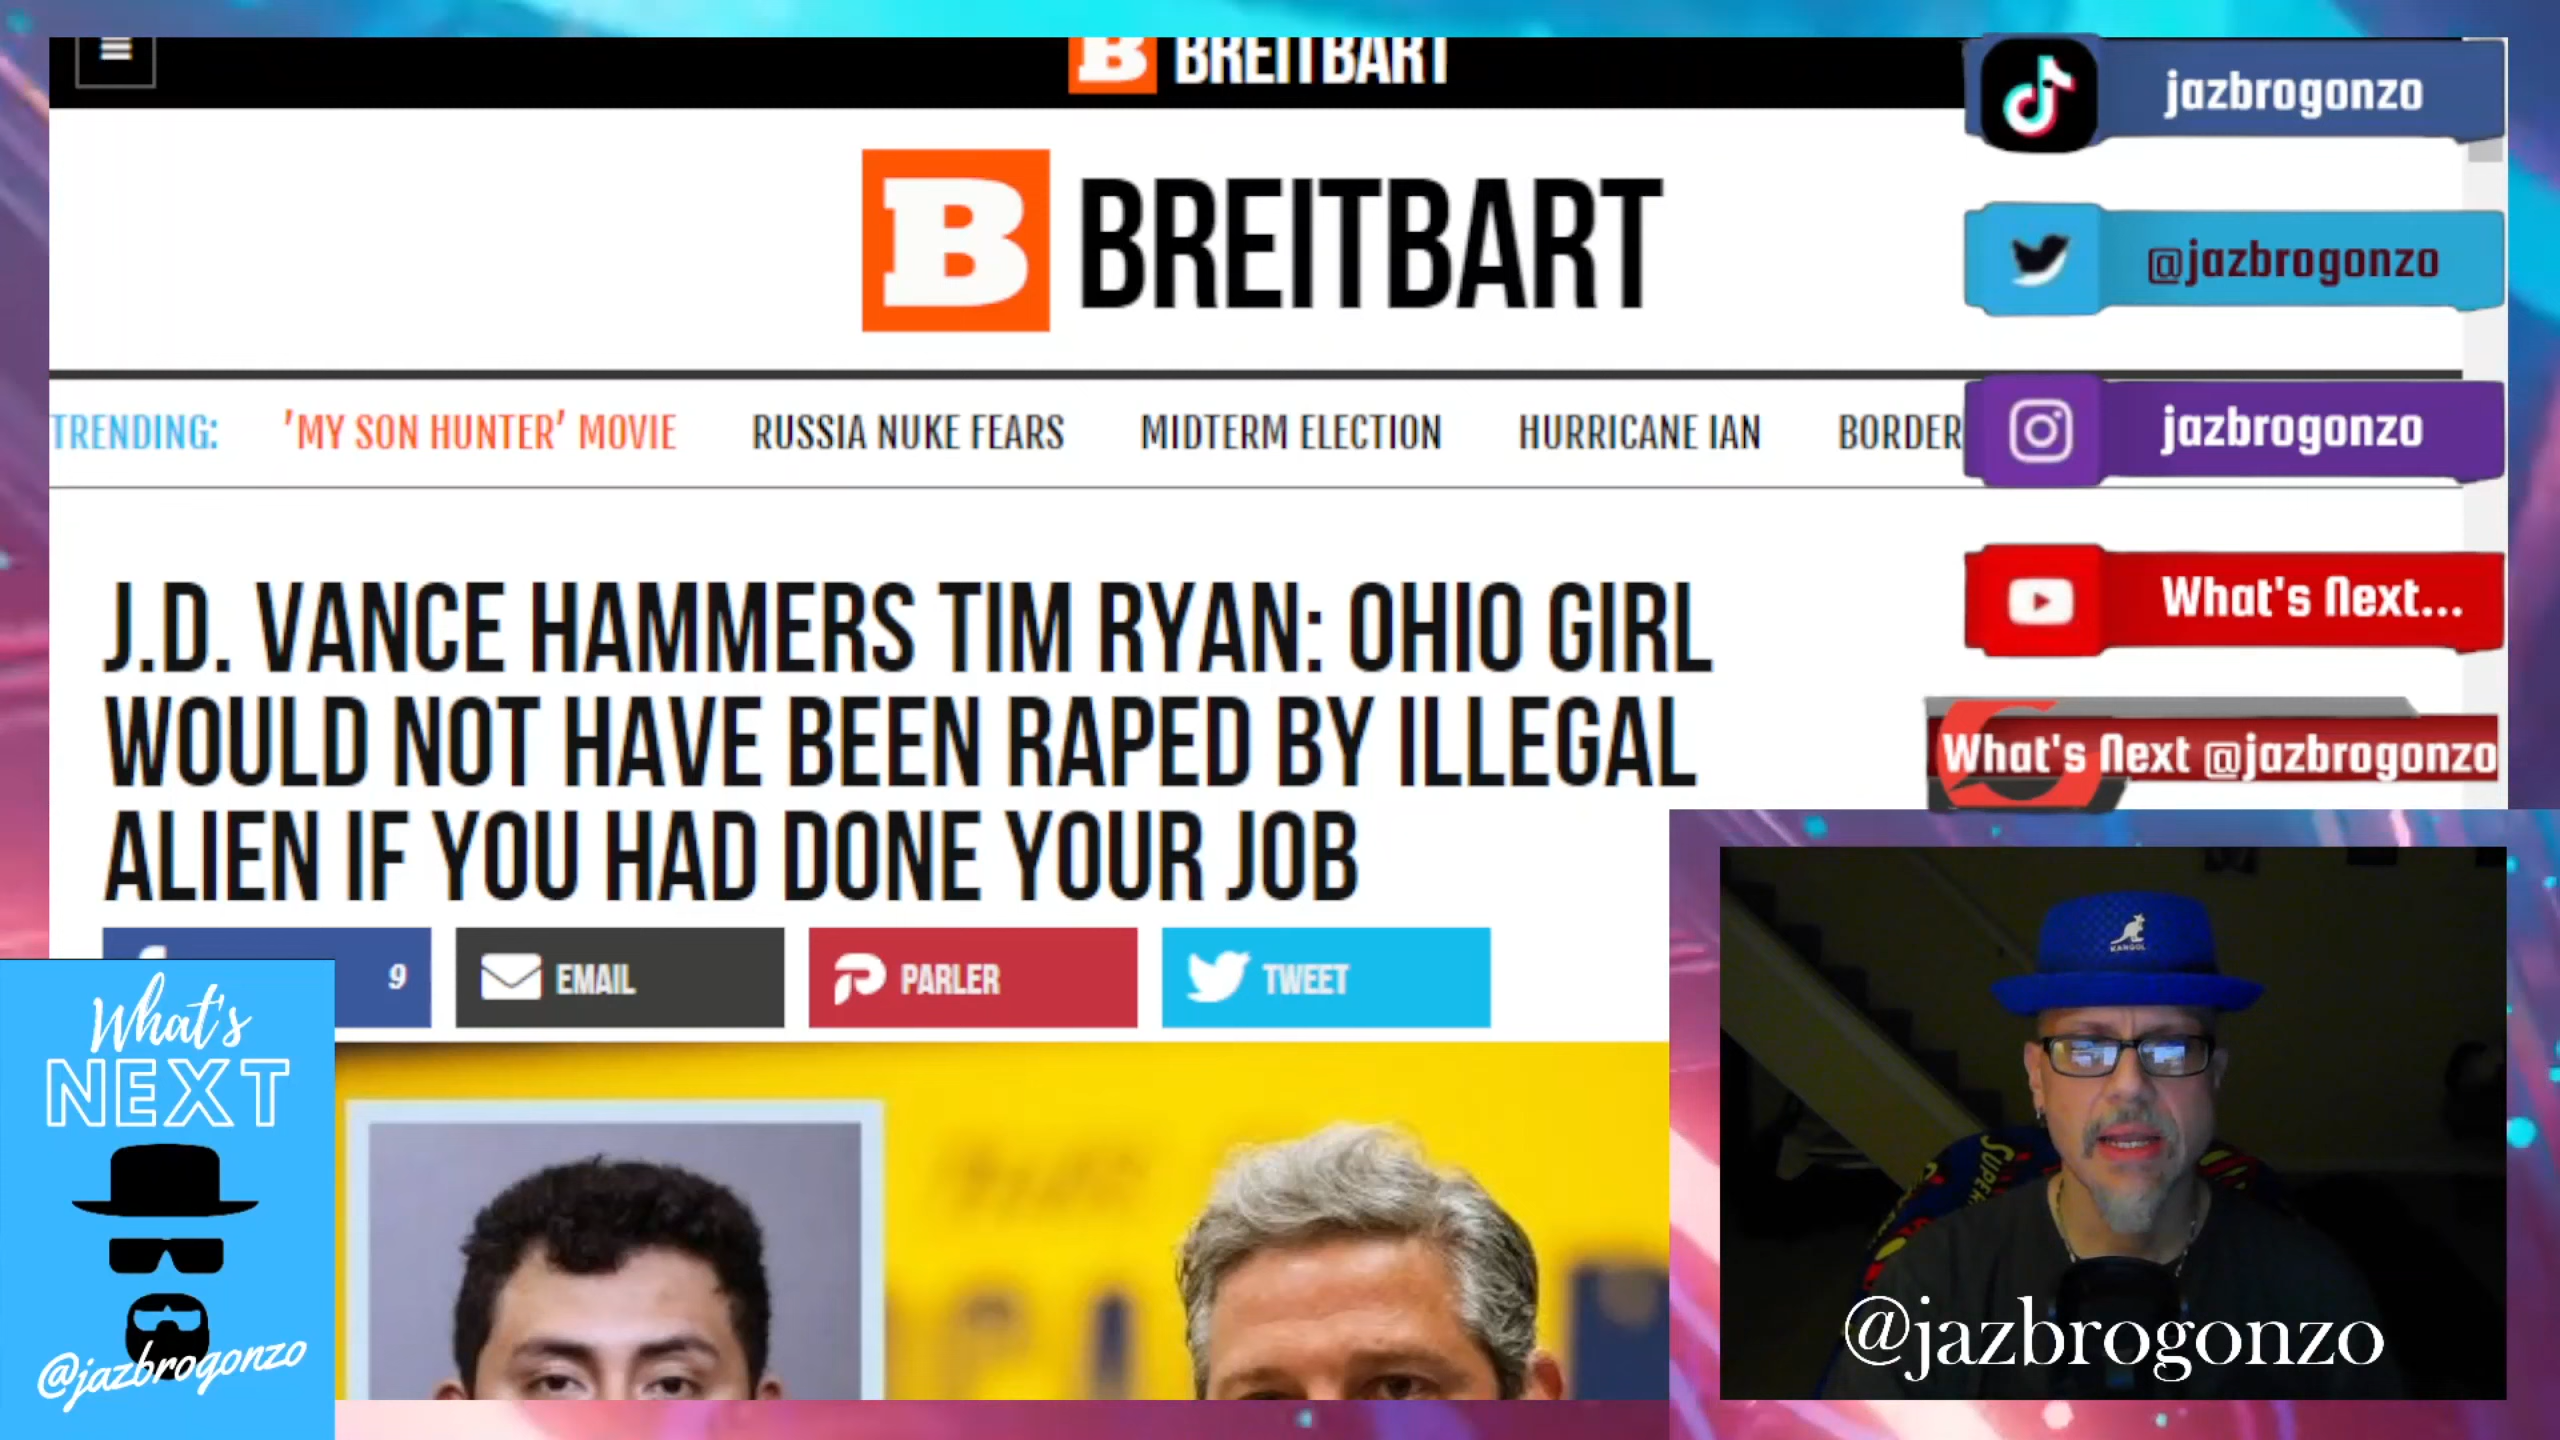 BREITBART
jazbrogonzo
B BREITBART
@jazbrogonzo
TRENDING: 'MY SON HUNTER' MOVIE RUSSIA NUKE FEARS MIDTERM ELECTION HURRICANE IAN BORDER
jazbrogonzo
J.D. VANCE HAMMERS TIM RYAN: OHIO GIRL
WOULD NOT HAVE BEEN RAPED BY ILLEGAL
ALIEN IF YOU HAD DONE YOUR JOB
What's Next...
What's Next @jazbrogonzo
9 EMAIL PARLER TWEET
What's
NEXT
@jazbrogonzo
KANGOL
SUPER
@jazbrogonzo